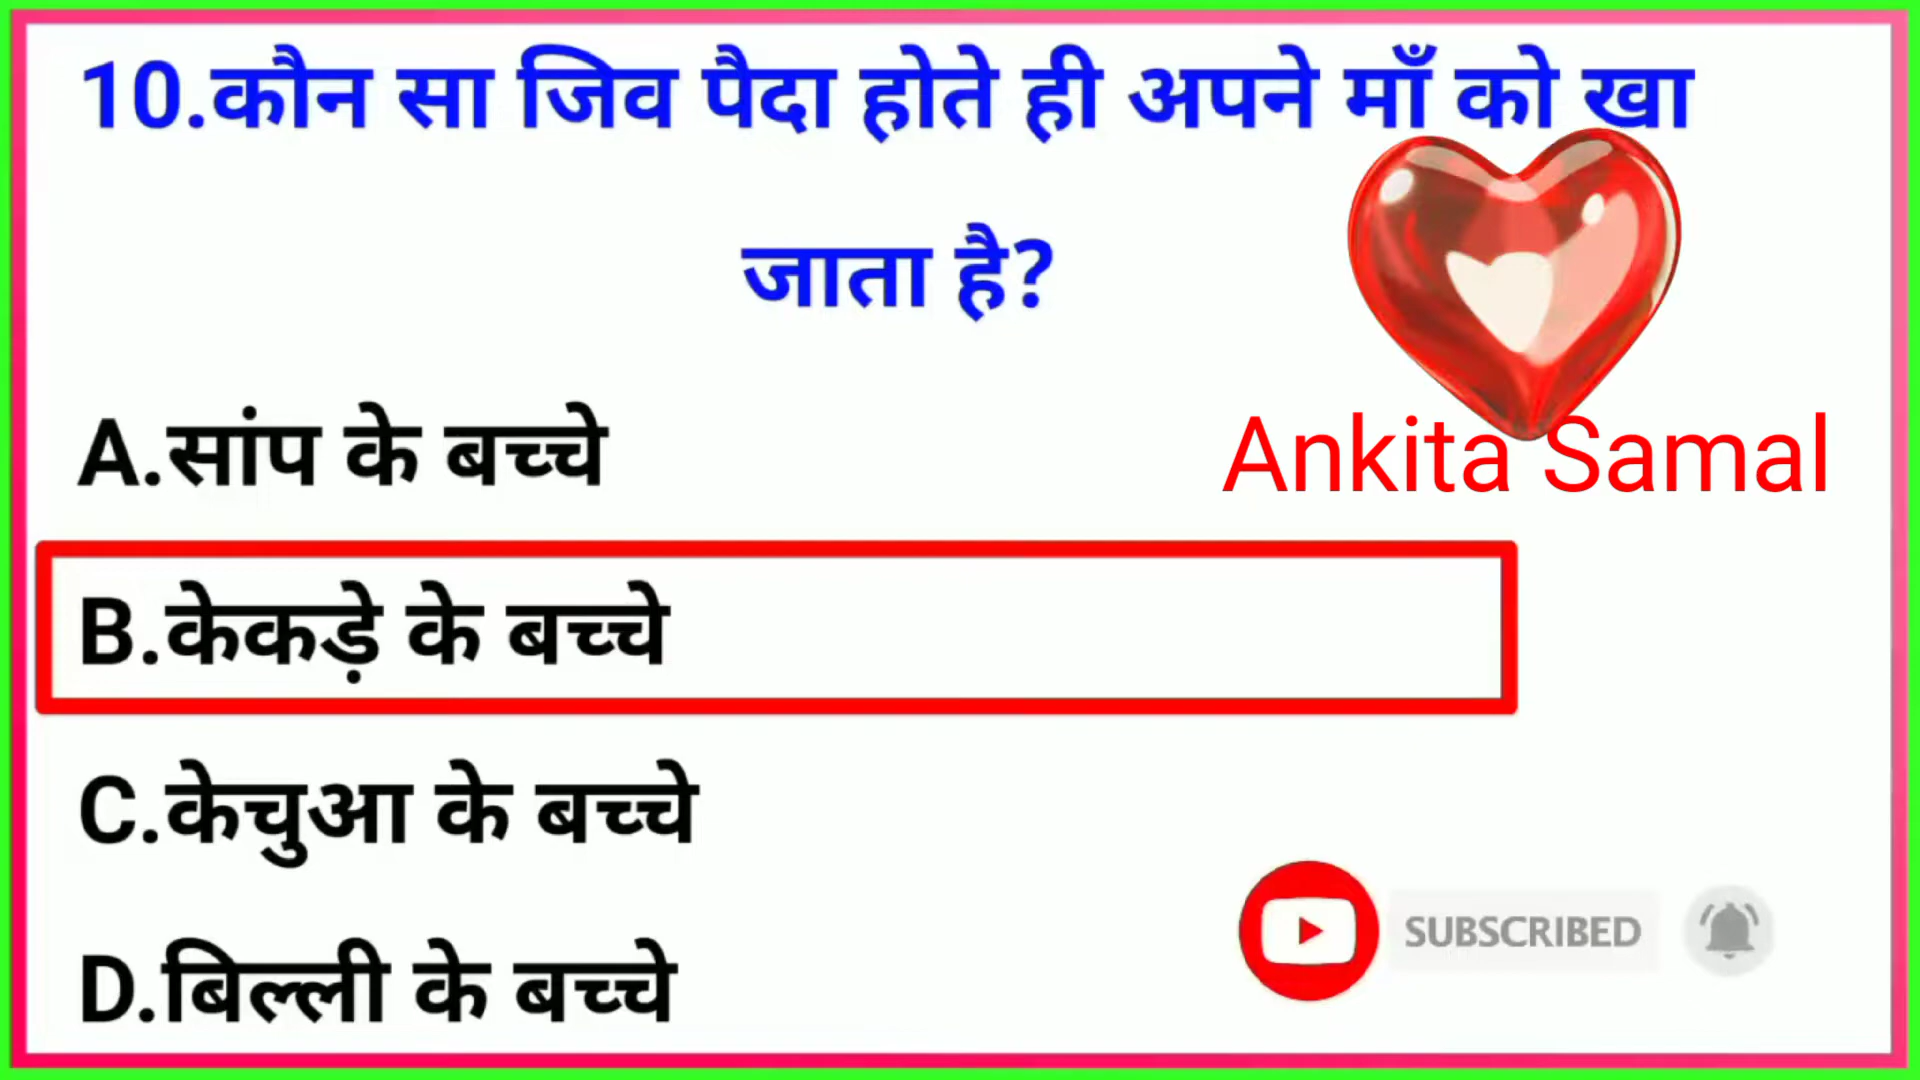 10.कौन सा जिव पैदा होते ही अपने माँ को खा
जाता है?
A.सांप के बच्चे
Ankita Samal
B.केकड़े के बच्चे
C.केचुआ के बच्चे
SUBSCRIBED
D.बिल्ली के बच्चे